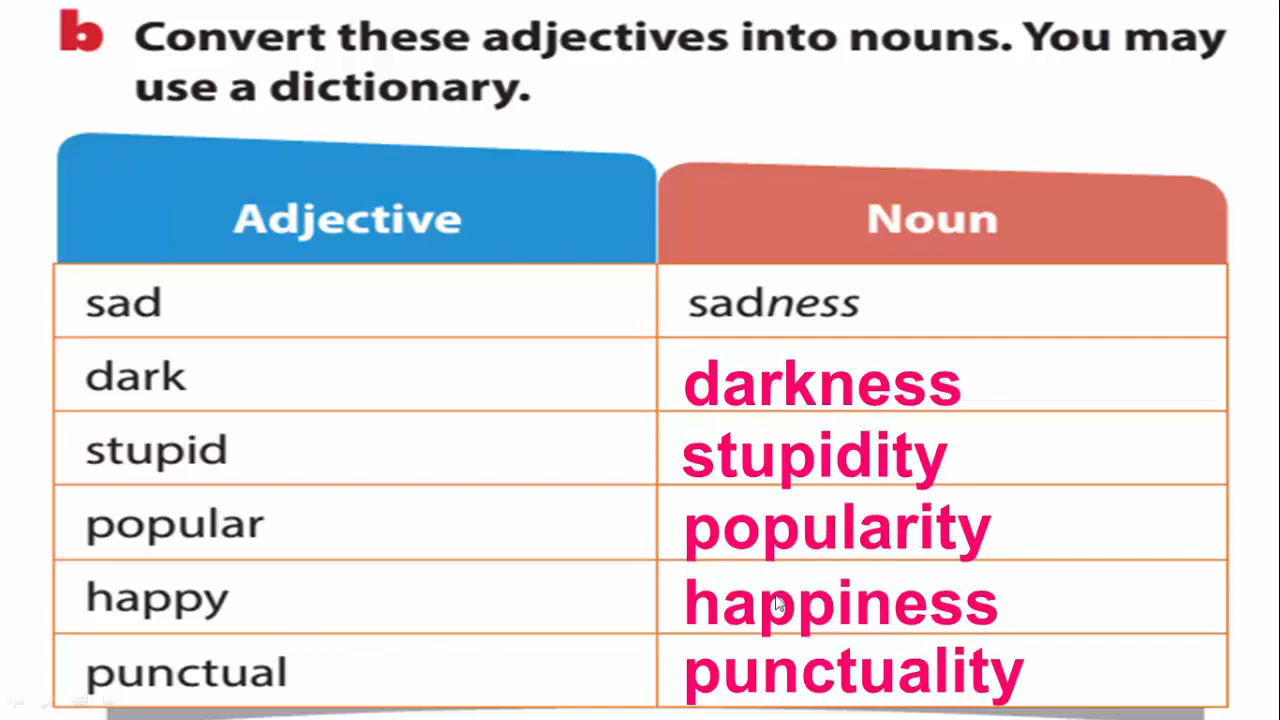 b Convert these adjectives into nouns. You may
use a dictionary.
Adjective Noun
sad sadness
dark darkness
stupid stupidity
popular popularity
happy happiness
punctual punctuality